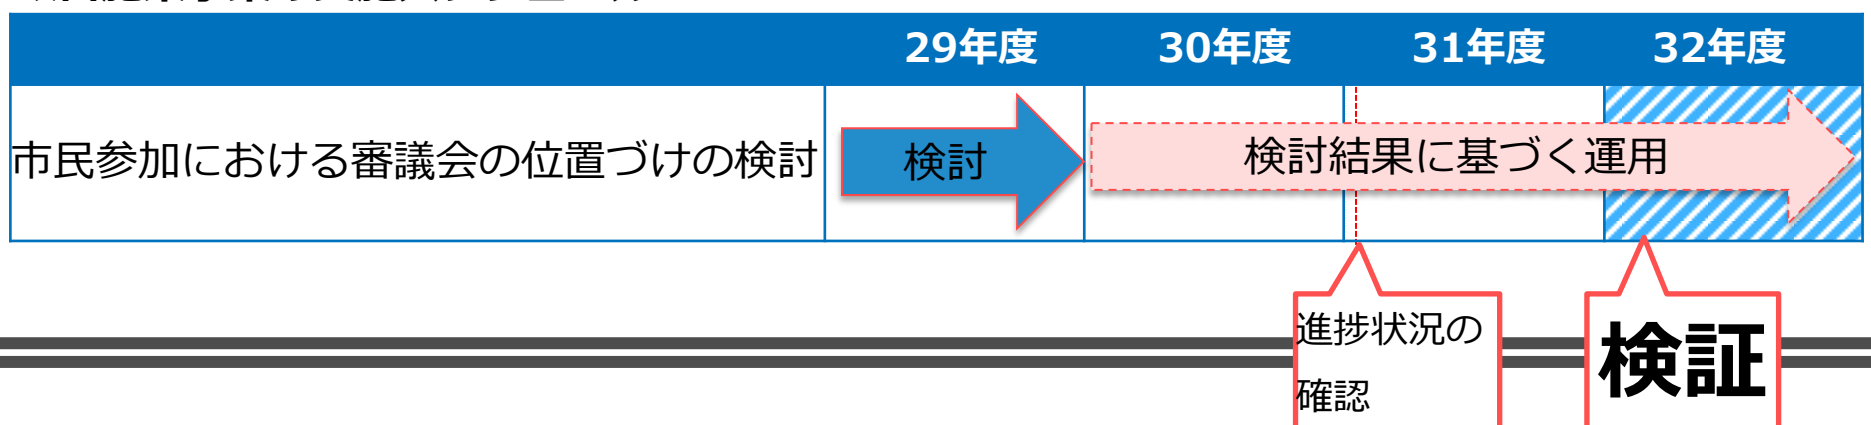 29年度 30年度 31年度 32年度
市民参加における審議会の位置づけの検討 検討 検討結果に基づく運用
進捗状況の
確認
検証